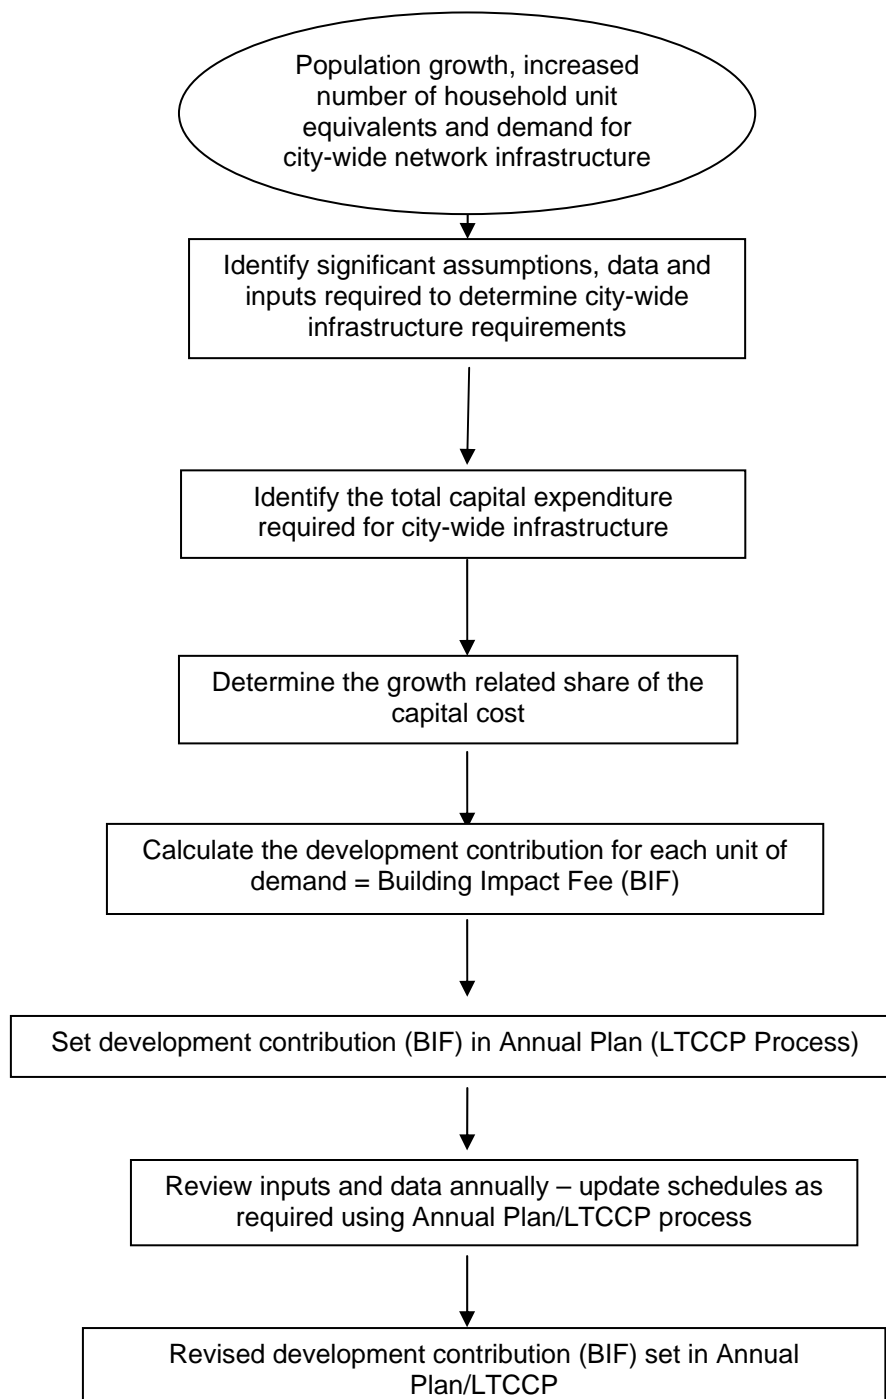 Population growth, increased
number of household unit
equivalents and demand for
city-wide network infrastructure
Identify significant assumptions, data and
inputs required to determine city-wide
infrastructure requirements
Identify the total capital expenditure
required for city-wide infrastructure
Determine the growth related share of the
capital cost
Calculate the development contribution for each unit of
demand = Building Impact Fee (BIF)
Set development contribution (BIF) in Annual Plan (LTCCP Process)
Review inputs and data annually – update schedules as
required using Annual Plan/LTCCP process
Revised development contribution (BIF) set in Annual
Plan/LTCCP